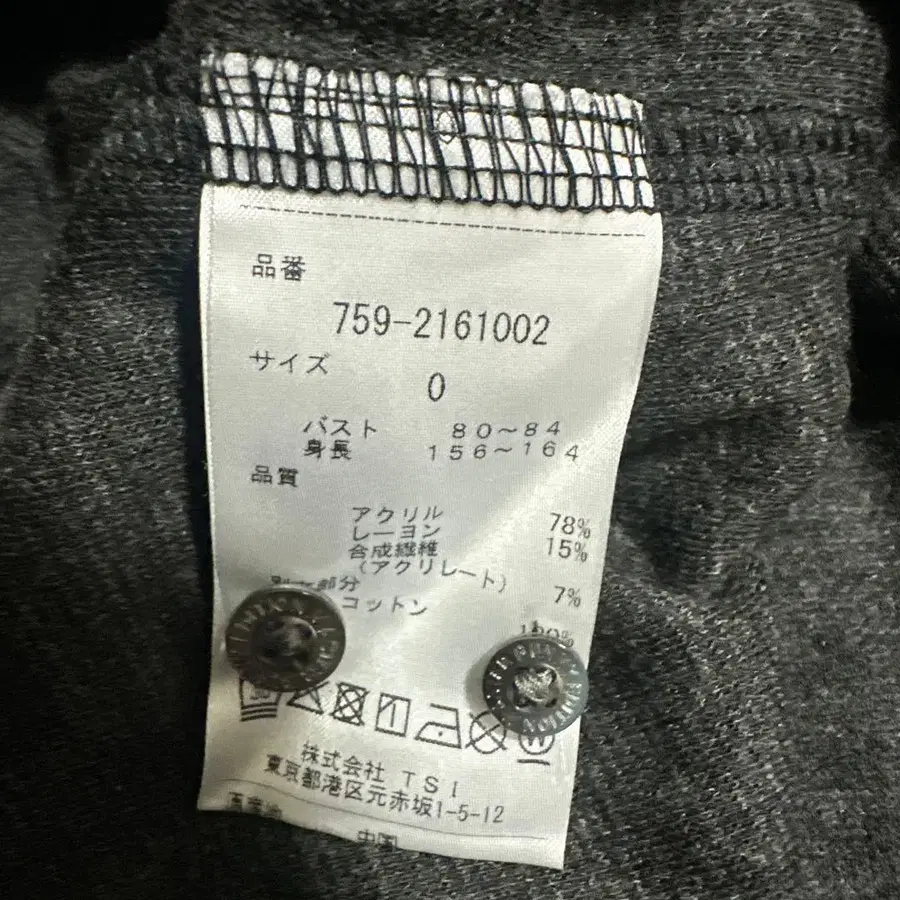 品番
759-2161002
サイズ
0
バスト 80~84
身長 156~164
品質
アクリル 78%
レーヨン 15%
合成繊維
(アクリレート) 7%
部分
コットン 100%
株式会社 TSI
東京都港区元赤坂1-5-12
中国